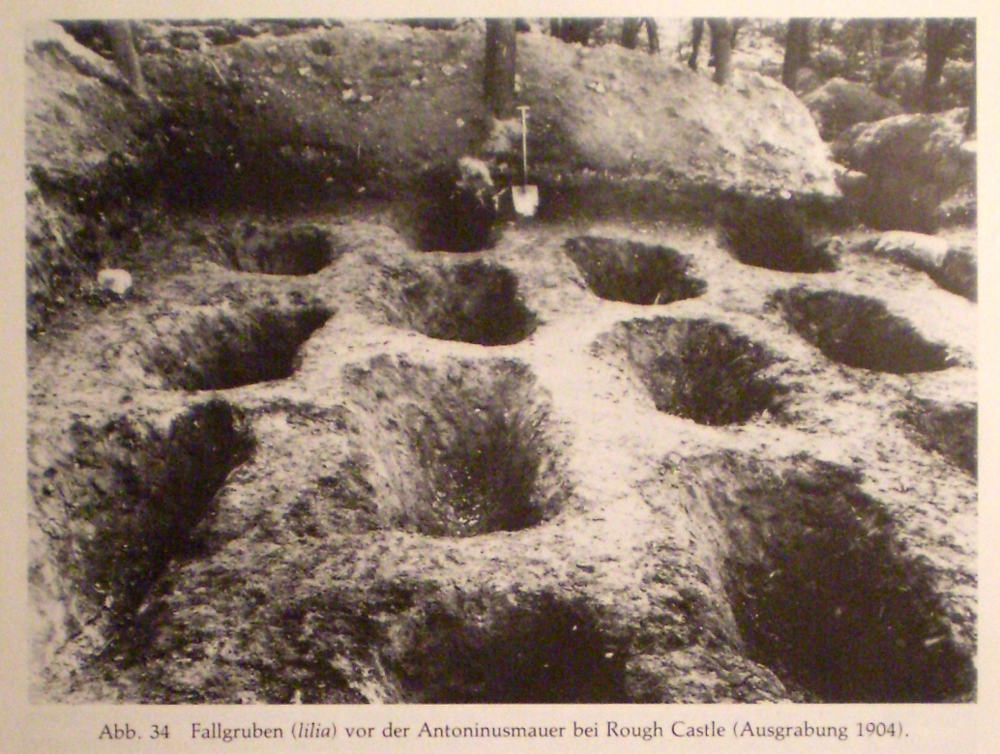 Abb. 34 Fallgruben (lilia) vor der Antoninusmauer bei Rough Castle (Ausgrabung 1904).